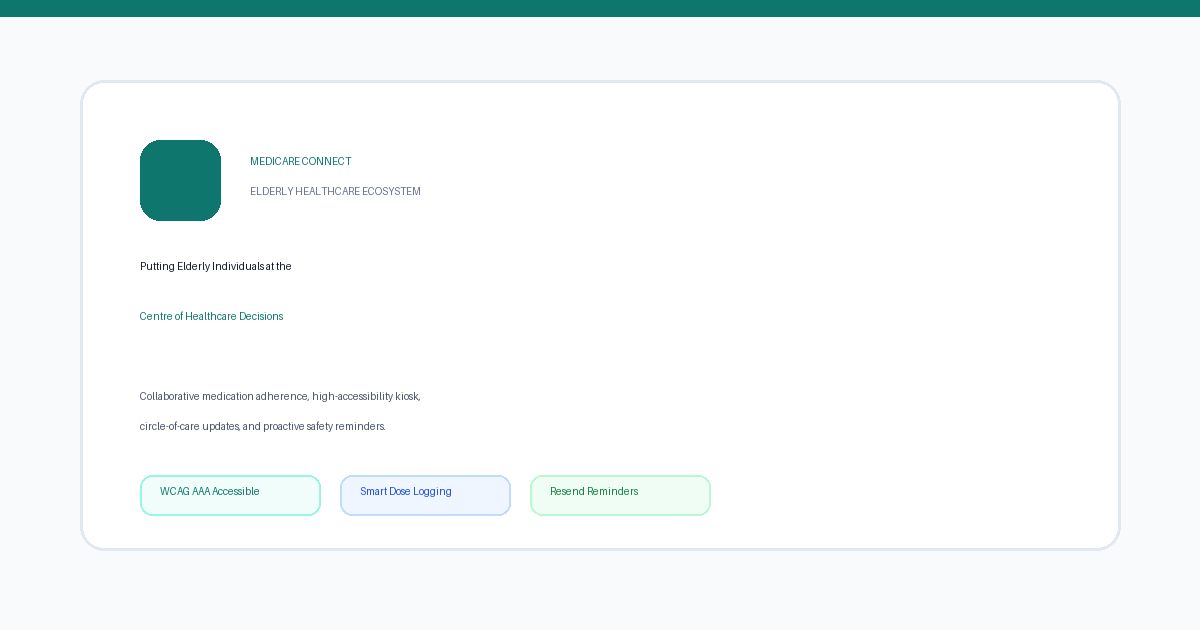 MEDICARE CONNECT
ELDERLY HEALTHCARE ECOSYSTEM
Putting Elderly Individuals at the
Centre of Healthcare Decisions
Collaborative medication adherence, high-accessibility kiosk,
circle-of-care updates, and proactive safety reminders.
WCAG AAA Accessible
Smart Dose Logging
Resend Reminders